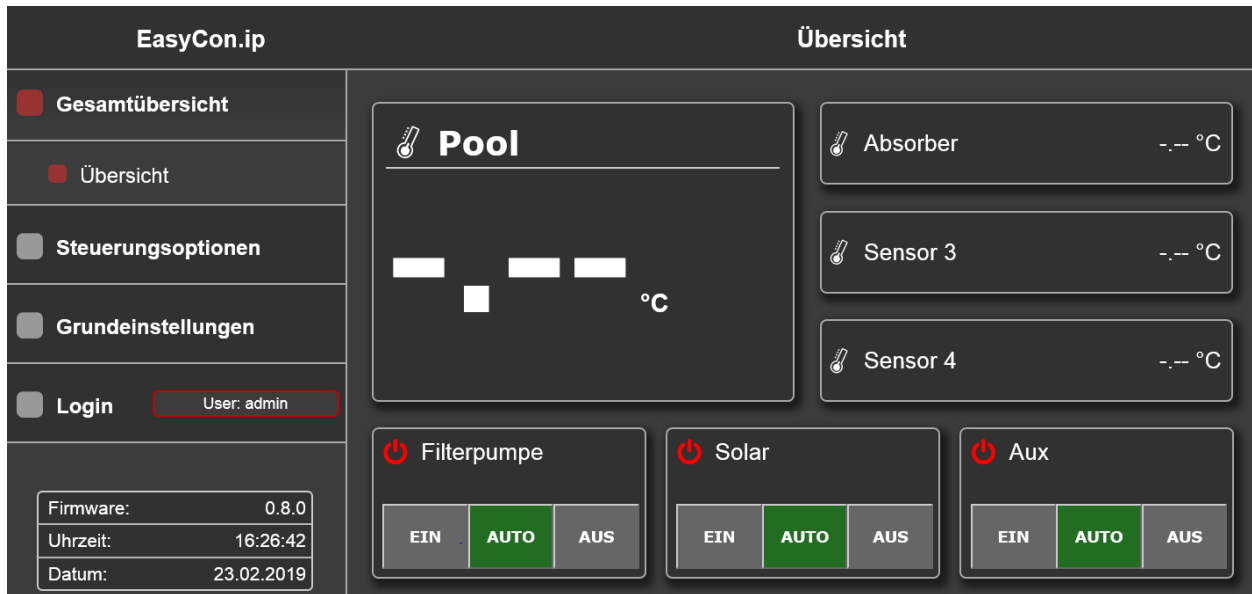 EasyCon.ip
Übersicht
Gesamtübersicht
Übersicht
Steuerungsoptionen
Grundeinstellungen
Login User: admin
Firmware: 0.8.0
Uhrzeit: 16:26:42
Datum: 23.02.2019
Pool
-.-- °C
Absorber -.-- °C
Sensor 3 -.-- °C
Sensor 4 -.-- °C
Filterpumpe
EIN AUTO AUS
Solar
EIN AUTO AUS
Aux
EIN AUTO AUS